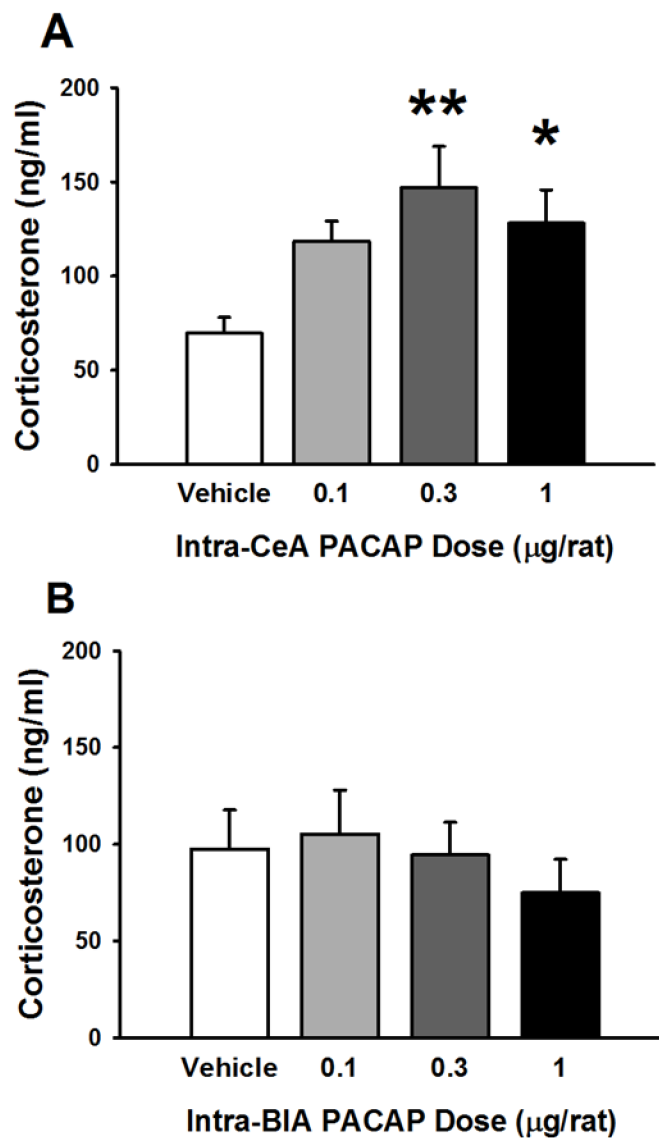 A
Corticosterone (ng/ml)
200
150
100
50
0
**
*
Vehicle 0.1 0.3 1
Intra-CeA PACAP Dose (μg/rat)
B
Corticosterone (ng/ml)
200
150
100
50
0
Vehicle 0.1 0.3 1
Intra-BlA PACAP Dose (μg/rat)